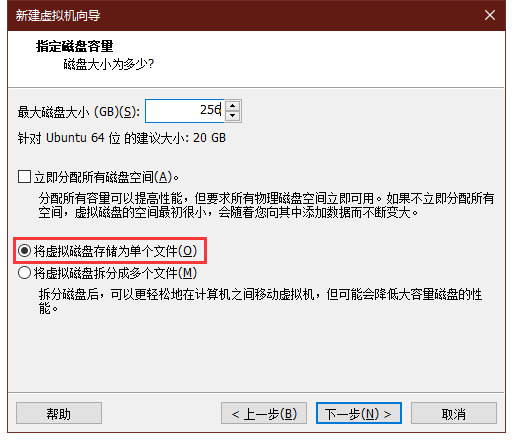 新建虚拟机向导
指定磁盘容量
磁盘大小为多少?
最大磁盘大小 (GB)(S): 256
针对 Ubuntu 64 位 的建议大小: 20 GB
立即分配所有磁盘空间(A)。
分配所有容量可以提高性能，但要求所有物理磁盘空间立即可用。如果不立即分配所有
空间，虚拟磁盘的空间最初很小，会随着您向其中添加数据而不断变大。
将虚拟磁盘存储为单个文件(O)
将虚拟磁盘拆分成多个文件(M)
拆分磁盘后，可以更轻松地在计算机之间移动虚拟机，但可能会降低大容量磁盘的性
能。
帮助 < 上一步(B) 下一步(N) > 取消